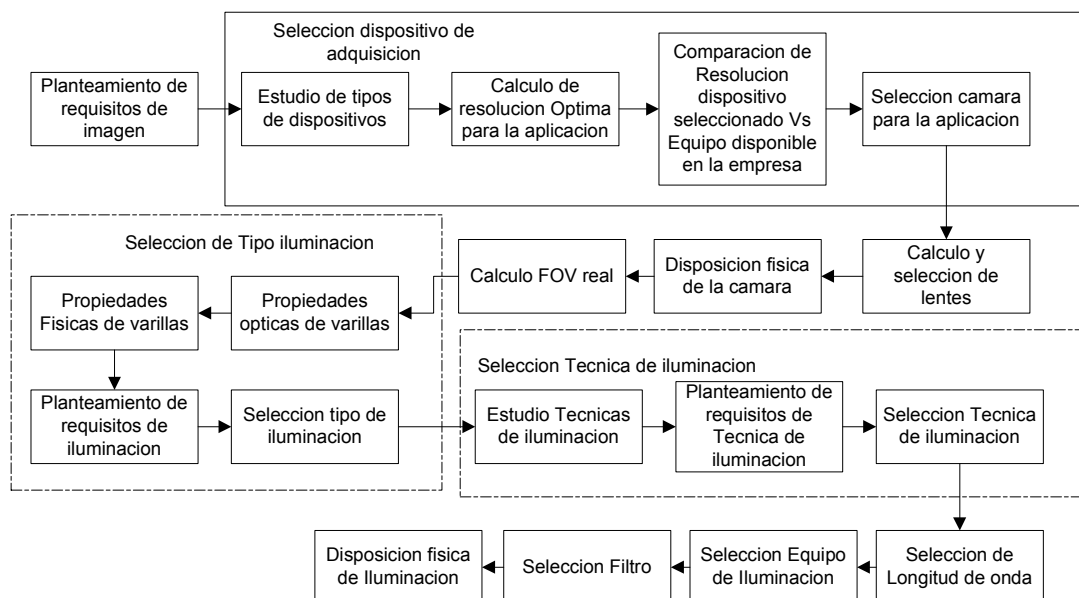 Seleccion dispositivo de
adquisicion
Planteamiento de
requisitos de
imagen
Estudio de tipos
de dispositivos
Calculo de
resolucion Optima
para la aplicacion
Comparacion de
Resolucion
dispositivo
seleccionado Vs
Equipo disponible
en la empresa
Seleccion camara
para la aplicacion
Calculo y
seleccion de
lentes
Disposicion fisica
de la camara
Calculo FOV real
Seleccion de Tipo iluminacion
Propiedades
opticas de varillas
Propiedades
Fisicas de varillas
Planteamiento de
requisitos de
iluminacion
Seleccion tipo de
iluminacion
Seleccion Tecnica de iluminacion
Estudio Tecnicas
de iluminacion
Planteamiento de
requisitos de
Tecnica de
iluminacion
Seleccion Tecnica
de iluminacion
Seleccion de
Longitud de onda
Seleccion Equipo
de Iluminacion
Seleccion Filtro
Disposicion fisica
de Iluminacion